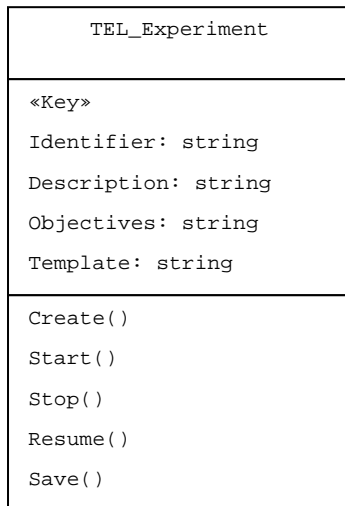 TEL_Experiment
«Key»
Identifier: string
Description: string
Objectives: string
Template: string
Create()
Start()
Stop()
Resume()
Save()